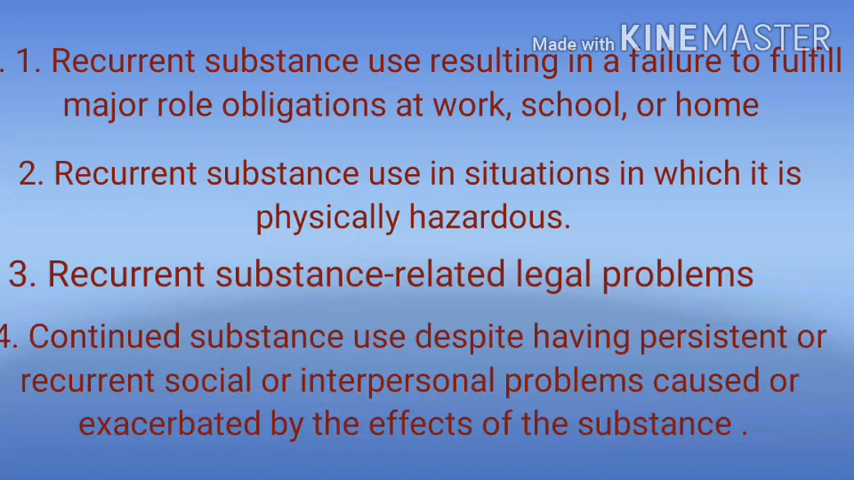 Made with KINEMASTER
. 1. Recurrent substance use resulting in a failure to fulfill
major role obligations at work, school, or home
2. Recurrent substance use in situations in which it is
physically hazardous.
3. Recurrent substance-related legal problems
4. Continued substance use despite having persistent or
recurrent social or interpersonal problems caused or
exacerbated by the effects of the substance .